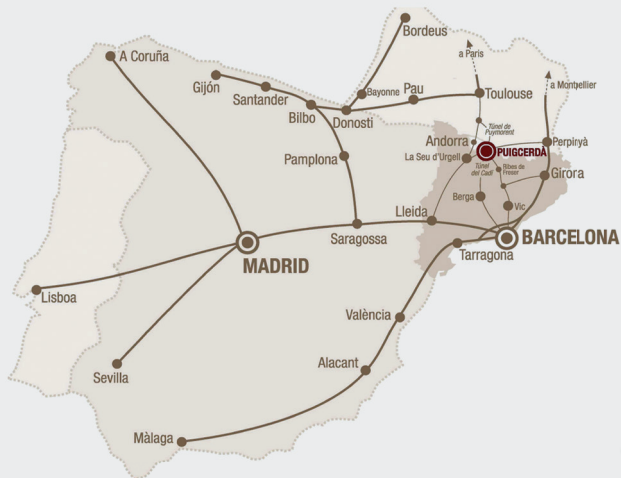 Bordeus
A Coruña
a Paris
a Montpellier
Gijón
Santander
Bayonne
Pau
Toulouse
Bilbo
Donosti
Túnel de
Puymorent
Andorra
PUIGCERDÀ
Perpinyà
Pamplona
La Seu d'Urgell
Túnel
del Cadí
Ribes de
Freser
Girora
Berga
Vic
Lleida
Saragossa
BARCELONA
MADRID
Tarragona
Lisboa
València
Alacant
Sevilla
Màlaga